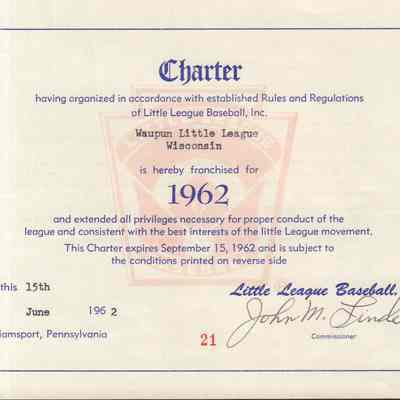 Charter
having organized in accordance with established Rules and Regulations
of Little League Baseball, Inc.
Waupun Little League
Wisconsin
is hereby franchised for
1962
and extended all privileges necessary for proper conduct of the
league and consistent with the best interests of the little League movement.
This Charter expires September 15, 1962 and is subject to
the conditions printed on reverse side
this 15th
June 1962
iamsport, Pennsylvania
Little League Baseball,
John M. Linde
Commissioner
21